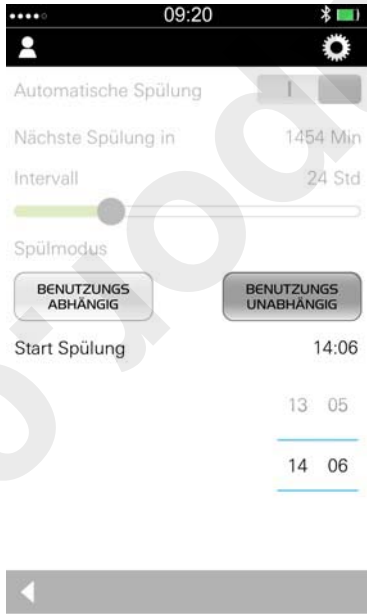 09:20
Automatische Spülung I
Nächste Spülung in 1454 Min
Intervall 24 Std
Spülmodus
BENUTZUNGS
ABHÄNGIG
BENUTZUNGS
UNABHÄNGIG
Start Spülung 14:06
13 05
14 06